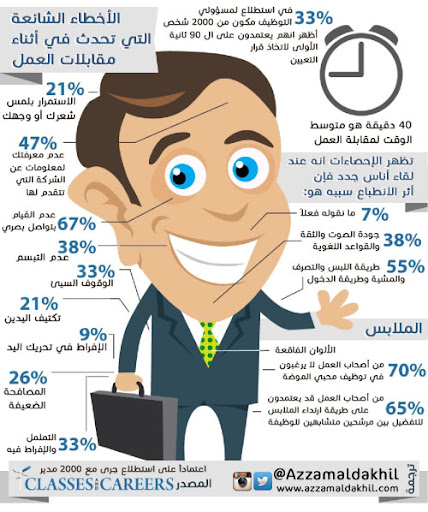 الأخطاء الشائعة
التي تحدث في أثناء
مقابلات العمل
33%
في استطلاع لمسؤولي
التوظيف مكون من 2000 شخص
أظهر انهم يعتمدون على ال 90 ثانية
الأولى لاتخاذ قرار
التعيين
40 دقيقة هو متوسط
الوقت لمقابلة العمل
21%
الاستمرار بلمس
شعرك أو وجهك
47%
عدم معرفتك
لمعلومات عن
الشركة التي
تتقدم لها
67%
عدم القيام
بتواصل بصري
38%
عدم التبسم
33%
الوقوف السيئ
21%
تكتيف اليدين
9%
الإفراط في تحريك اليد
26%
المصافحة
الضعيفة
33%
التململ
والإفراط فيه
تظهر الإحصاءات انه عند
لقاء أناس جدد فإن
أثر الانطباع سببه هو:
7% ما نقوله فعلاً
38%
جودة الصوت والثقة
والقواعد اللغوية
55%
طريقة اللبس والتصرف
والمشية وطريقة الدخول
الملابس
الألوان الفاقعة
70%
من أصحاب العمل لا يرغبون
في توظيف محبي الموضة
65%
من أصحاب العمل قد يعتمدون
على طريقة ارتداء الملابس
للتفضيل بين مرشحين متشابهين للوظيفة
اعتماداً على استطلاع جرى مع 2000 مدير
المصدر CLASSES AND CAREERS
ترجمة
@Azzamaldakhil
www.azzamaldakhil.com